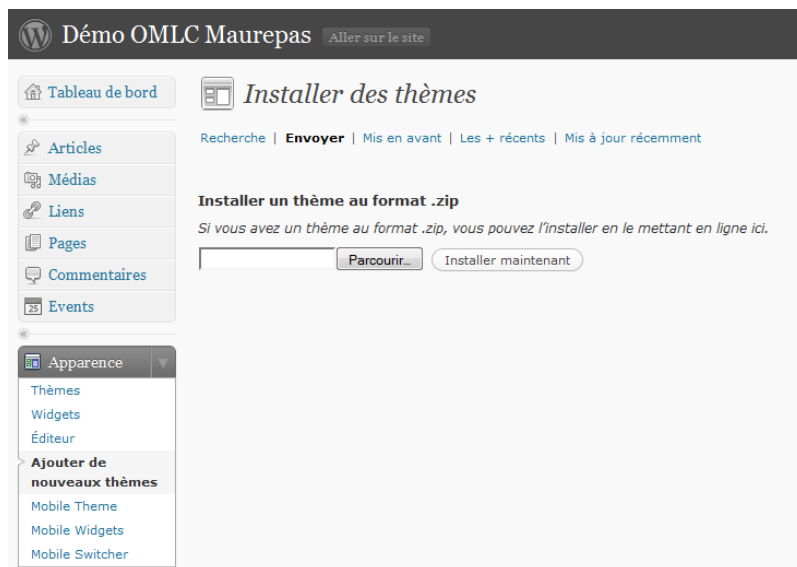 Démo OMLC Maurepas Aller sur le site
Tableau de bord
Articles
Médias
Liens
Pages
Commentaires
25 Events
Apparence
Thèmes
Widgets
Éditeur
Ajouter de
nouveaux thèmes
Mobile Theme
Mobile Widgets
Mobile Switcher
Installer des thèmes
Recherche | Envoyer | Mis en avant | Les + récents | Mis à jour récemment
Installer un thème au format .zip
Si vous avez un thème au format .zip, vous pouvez l'installer en le mettant en ligne ici.
Parcourir... Installer maintenant